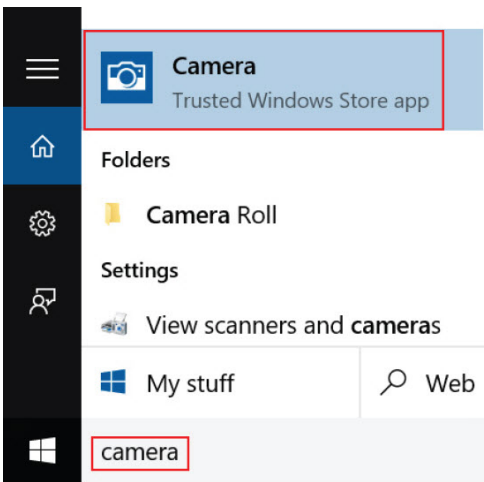 Camera
Trusted Windows Store app
Folders
Camera Roll
Settings
View scanners and cameras
My stuff
Web
camera